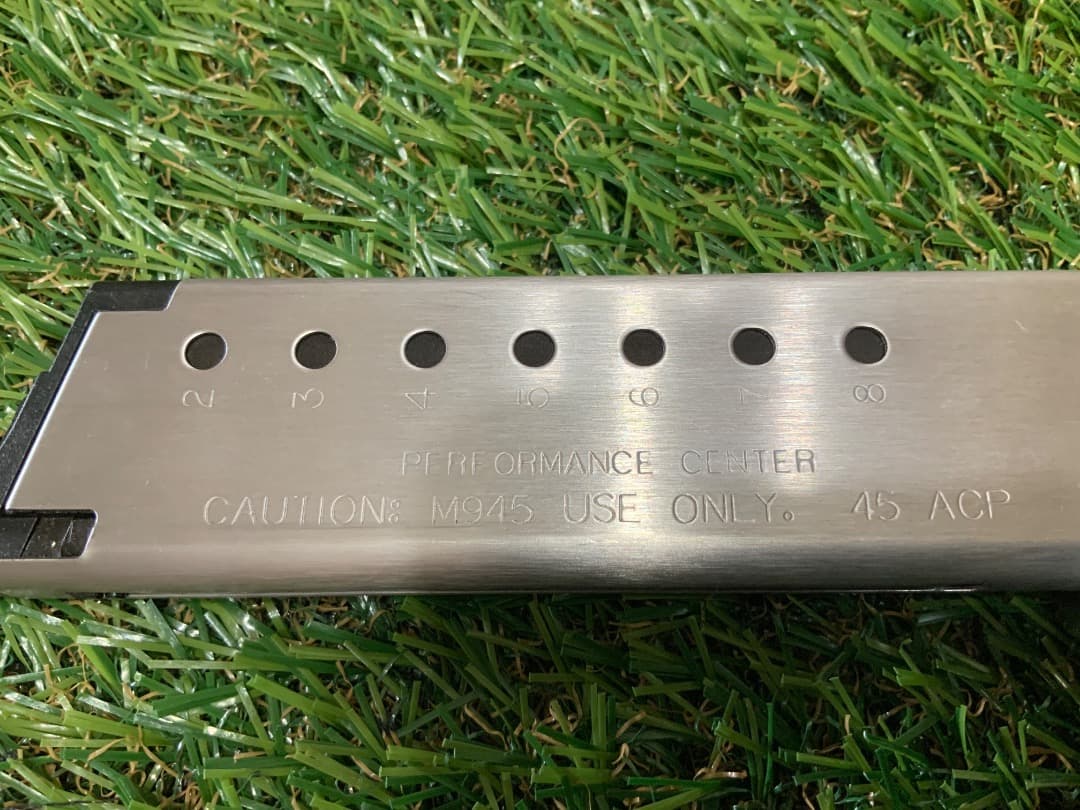 2 3 4 5 6 7 8
PERFORMANCE CENTER
CAUTION: M945 USE ONLY. 45 ACP